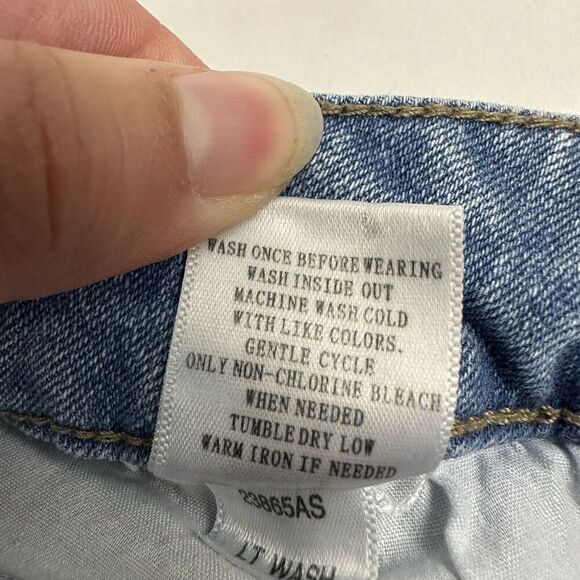 WASH ONCE BEFORE WEARING
WASH INSIDE OUT
MACHINE WASH COLD
WITH LIKE COLORS.
GENTLE CYCLE
ONLY NON-CHLORINE BLEACH
WHEN NEEDED
TUMBLE DRY LOW
WARM IRON IF NEEDED
23865AS
LT WASH